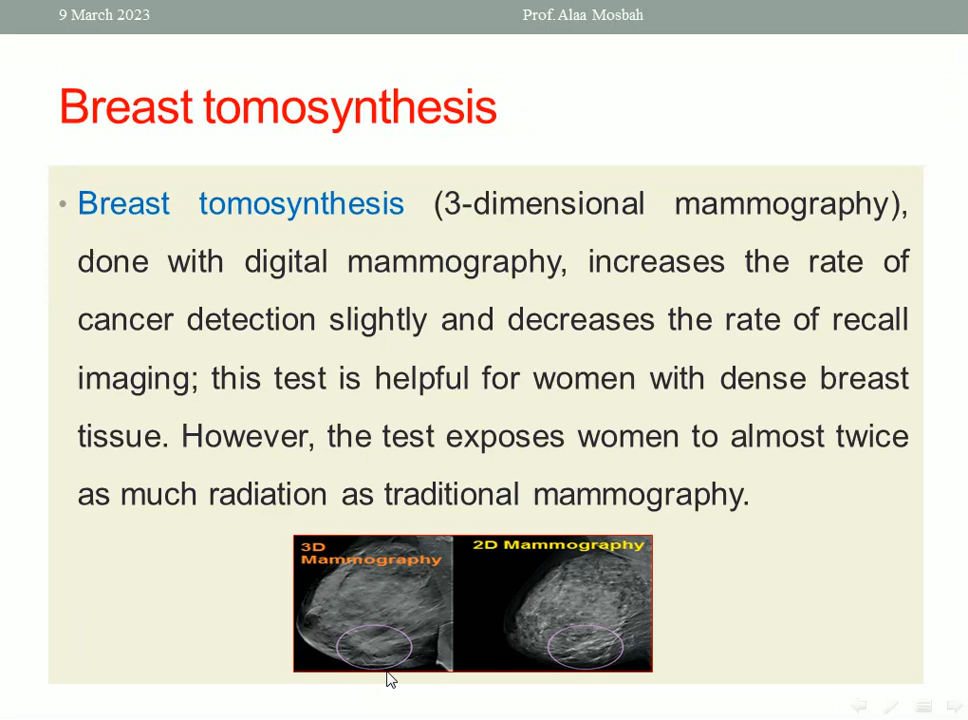 9 March 2023 Prof. Alaa Mosbah
Breast tomosynthesis
• Breast tomosynthesis (3-dimensional mammography),
done with digital mammography, increases the rate of
cancer detection slightly and decreases the rate of recall
imaging; this test is helpful for women with dense breast
tissue. However, the test exposes women to almost twice
as much radiation as traditional mammography.
3D
Mammography
2D Mammography